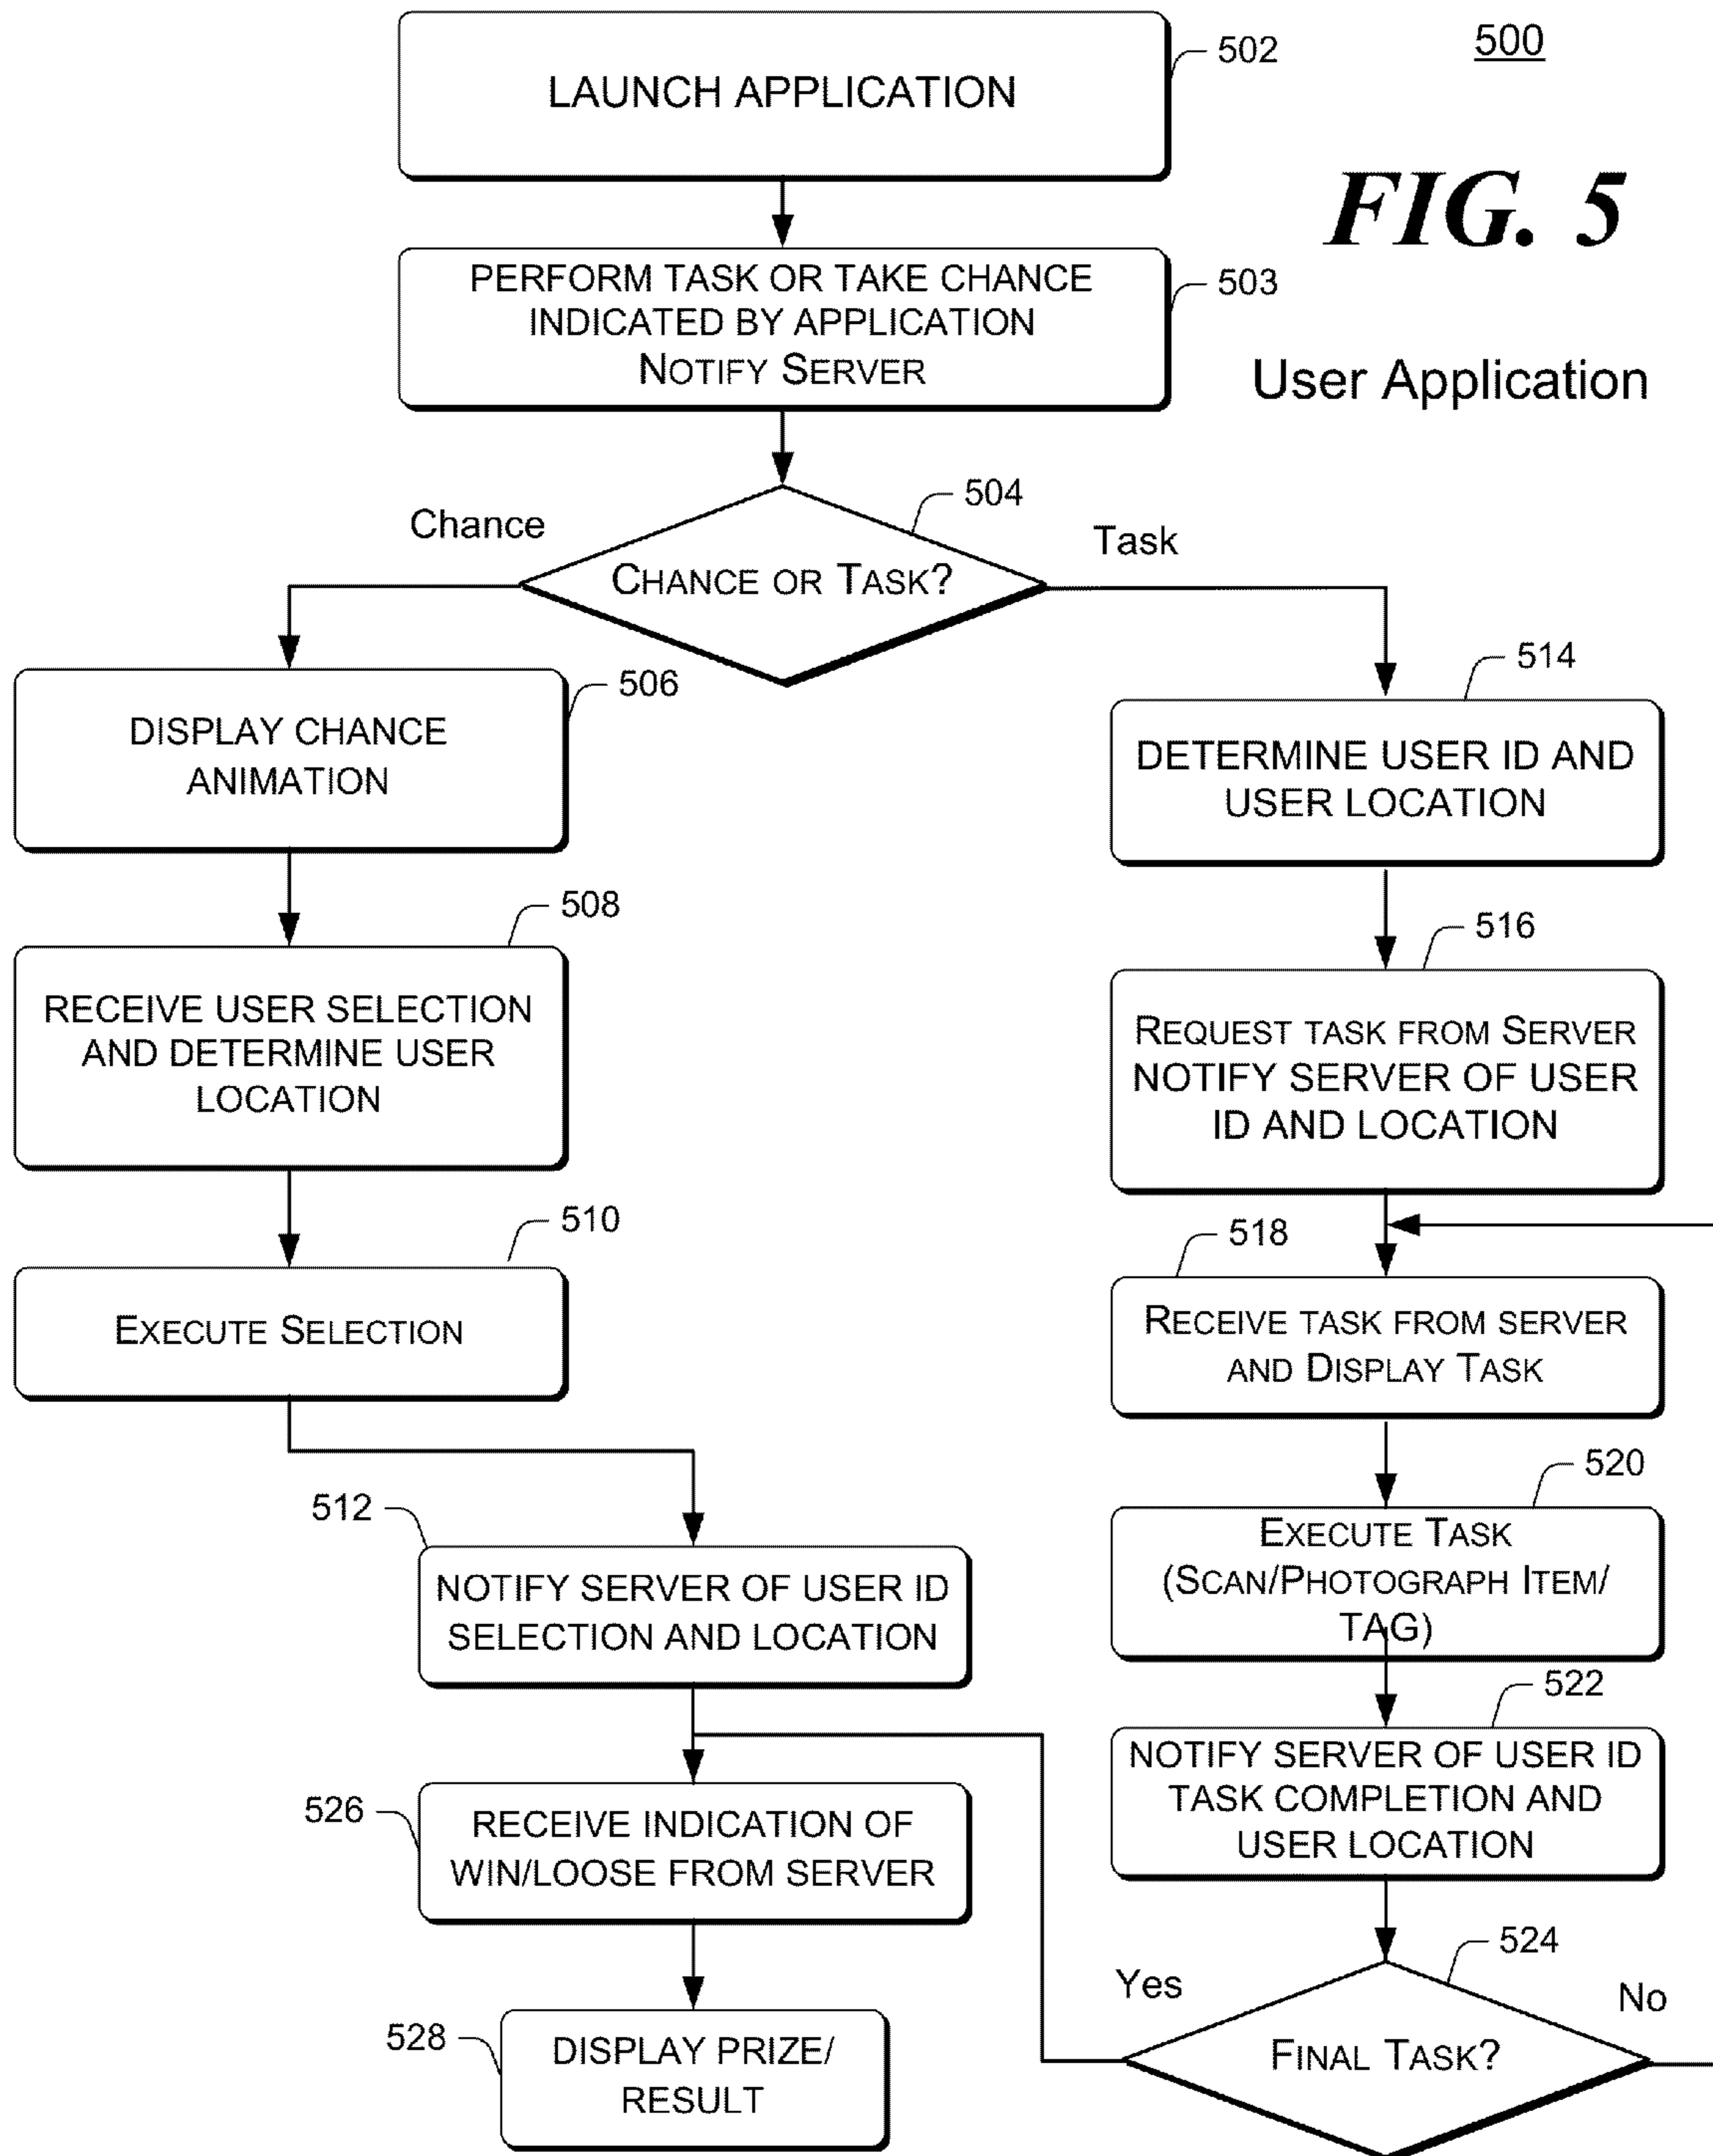 500
FIG. 5
User Application
LAUNCH APPLICATION
502
PERFORM TASK OR TAKE CHANCE
INDICATED BY APPLICATION
NOTIFY SERVER
503
504
Chance
Task
CHANCE OR TASK?
506
DISPLAY CHANCE
ANIMATION
508
RECEIVE USER SELECTION
AND DETERMINE USER
LOCATION
510
EXECUTE SELECTION
512
NOTIFY SERVER OF USER ID
SELECTION AND LOCATION
514
DETERMINE USER ID AND
USER LOCATION
516
REQUEST TASK FROM SERVER
NOTIFY SERVER OF USER
ID AND LOCATION
518
RECEIVE TASK FROM SERVER
AND DISPLAY TASK
520
EXECUTE TASK
(SCAN/PHOTOGRAPH ITEM/
TAG)
522
NOTIFY SERVER OF USER ID
TASK COMPLETION AND
USER LOCATION
524
Yes
No
FINAL TASK?
526
RECEIVE INDICATION OF
WIN/LOOSE FROM SERVER
528
DISPLAY PRIZE/
RESULT